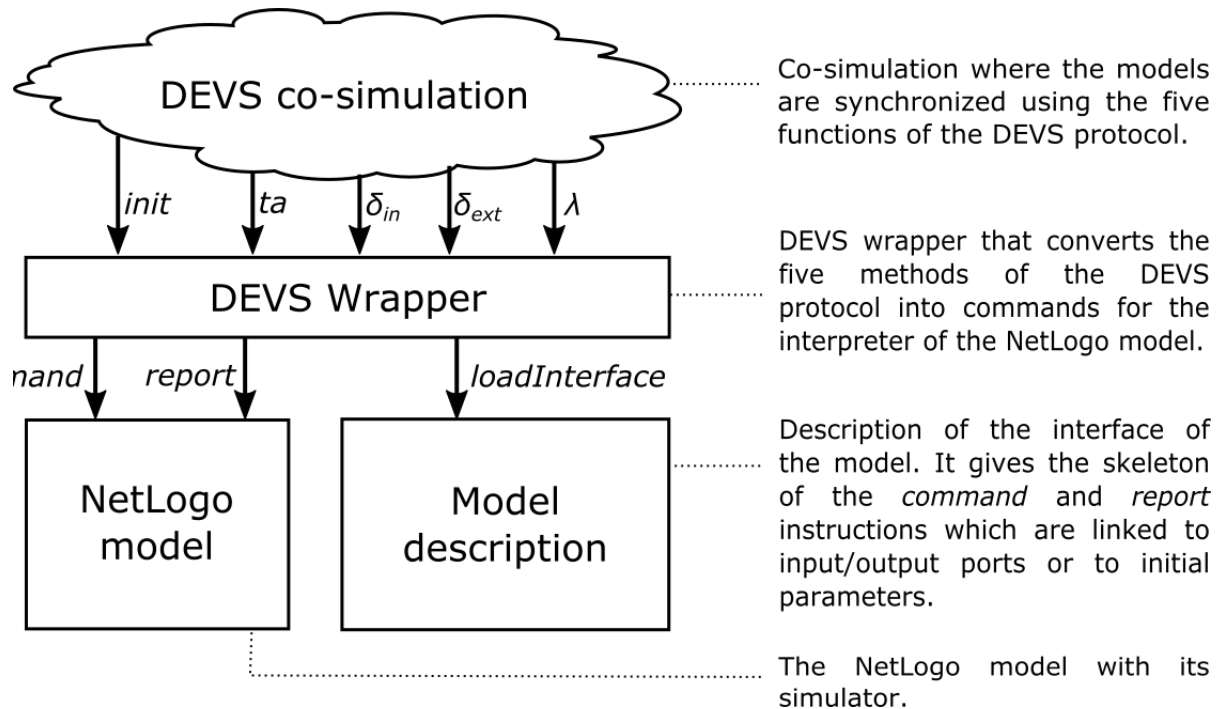 DEVS co-simulation
Co-simulation where the models
are synchronized using the five
functions of the DEVS protocol.
init
ta
δin
δext
λ
DEVS Wrapper
DEVS wrapper that converts the
five methods of the DEVS
protocol into commands for the
interpreter of the NetLogo model.
mand
report
loadInterface
NetLogo
model
Model
description
Description of the interface of
the model. It gives the skeleton
of the command and report
instructions which are linked to
input/output ports or to initial
parameters.
The NetLogo model with its
simulator.